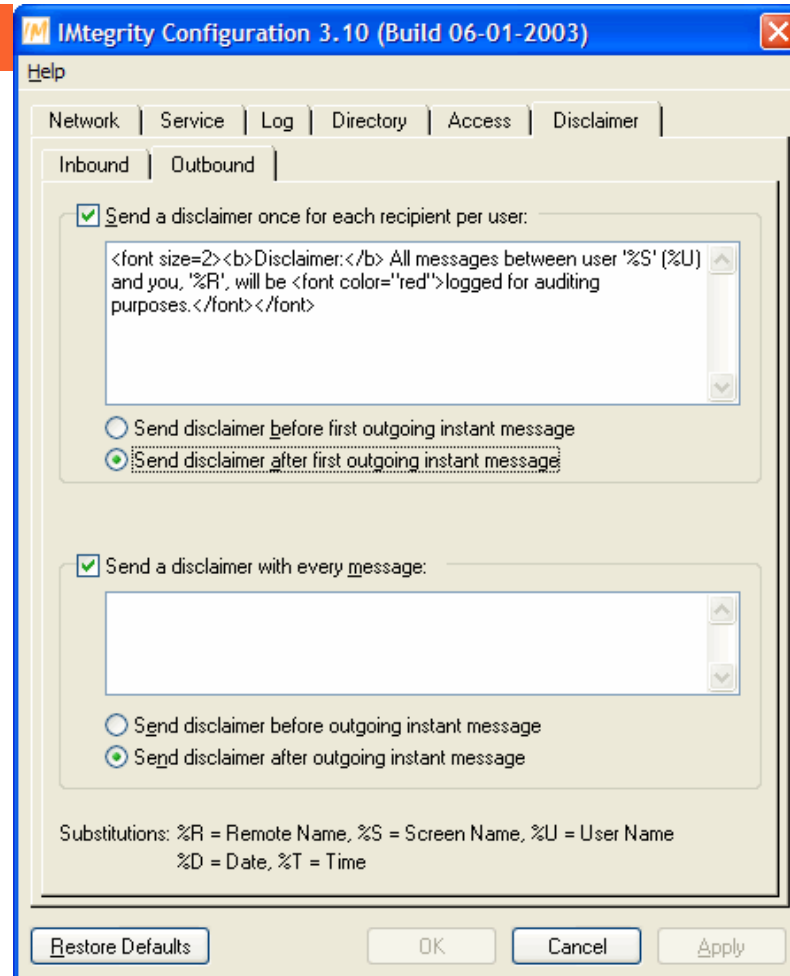 IM IMtegrity Configuration 3.10 (Build 06-01-2003)
Help
Network Service Log Directory Access Disclaimer
Inbound Outbound
Send a disclaimer once for each recipient per user:
<font size=2><b>Disclaimer:</b> All messages between user '%S' (%U)
and you, '%R', will be <font color="red">logged for auditing
purposes.</font></font>
Send disclaimer before first outgoing instant message
Send disclaimer after first outgoing instant message
Send a disclaimer with every message:
Send disclaimer before outgoing instant message
Send disclaimer after outgoing instant message
Substitutions: %R = Remote Name, %S = Screen Name, %U = User Name
%D = Date, %T = Time
Restore Defaults OK Cancel Apply